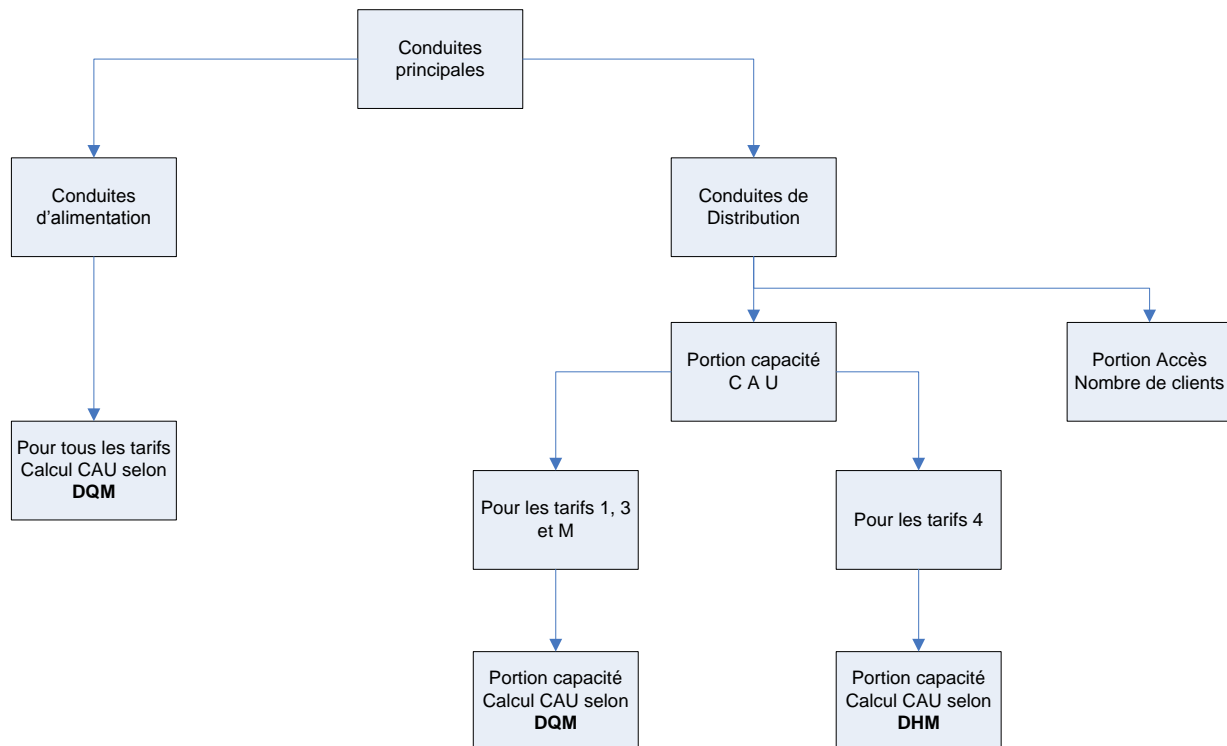 Conduites
principales
Conduites
d’alimentation
Conduites de
Distribution
Portion capacité
C A U
Portion Accès
Nombre de clients
Pour tous les tarifs
Calcul CAU selon
DQM
Pour les tarifs 1, 3
et M
Pour les tarifs 4
Portion capacité
Calcul CAU selon
DQM
Portion capacité
Calcul CAU selon
DHM